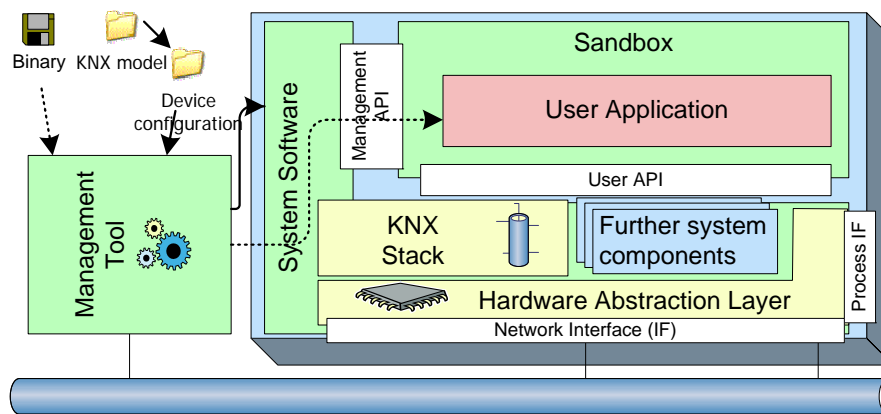 Binary
KNX model
Device
configuration
Management
Tool
System Software
Management
API
Sandbox
User Application
User API
KNX
Stack
Further system
components
Process IF
Hardware Abstraction Layer
Network Interface (IF)